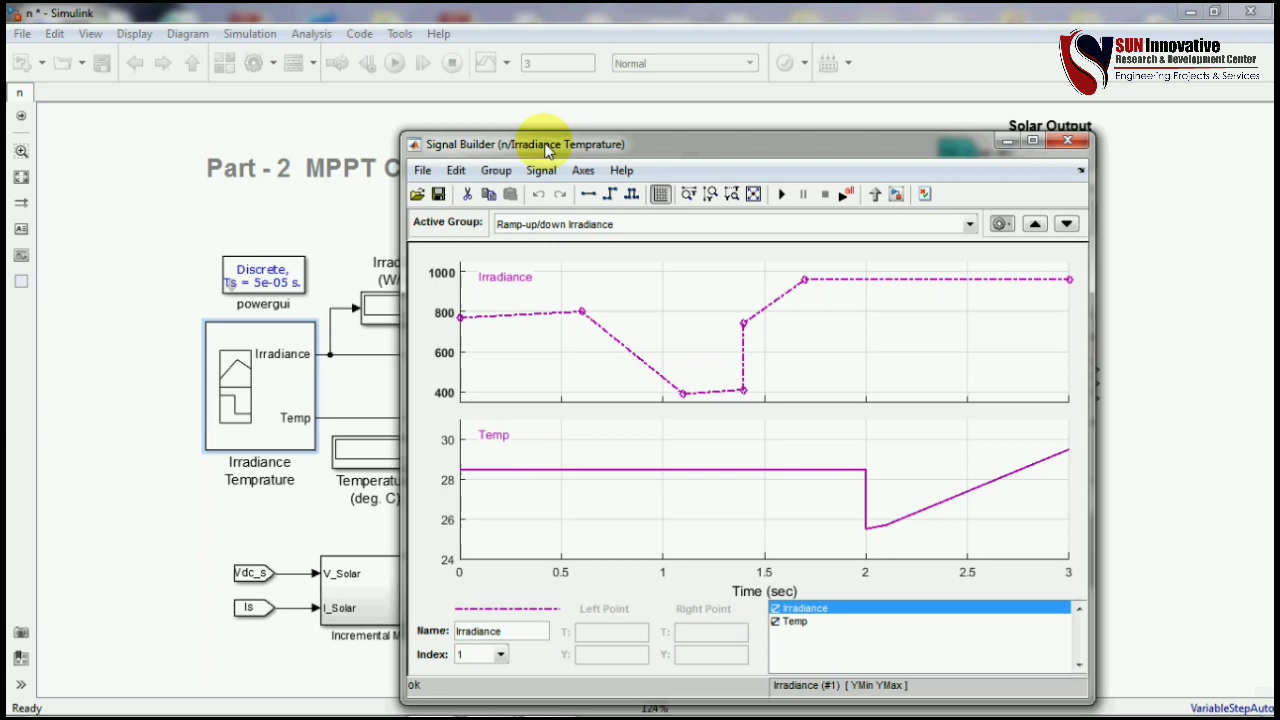 n * - Simulink
File Edit View Display Diagram Simulation Analysis Code Tools Help
3
Normal
SUN Innovative
Research & Development Center
Engineering Projects & Services
n
Solar Output
Part - 2 MPPT C
Signal Builder (n/Irradiance Temprature)
File Edit Group Signal Axes Help
all
Active Group: Ramp-up/down Irradiance
Discrete,
Ts = 5e-05 s.
powergui
Irrad
(W/
Irradiance
Temp
Irradiance
Temprature
Temperatu
(deg. C)
Vdc_s
V_Solar
Is
I_Solar
Incremental M
1000
800
600
400
Irradiance
30
28
26
24
Temp
0 0.5 1 1.5 2 2.5 3
Time (sec)
Left Point Right Point
Name: Irradiance T: T:
Index: 1 Y: Y:
Irradiance
Temp
ok
Irradiance (#1) [ YMin YMax ]
Ready
124%
VariableStepAuto